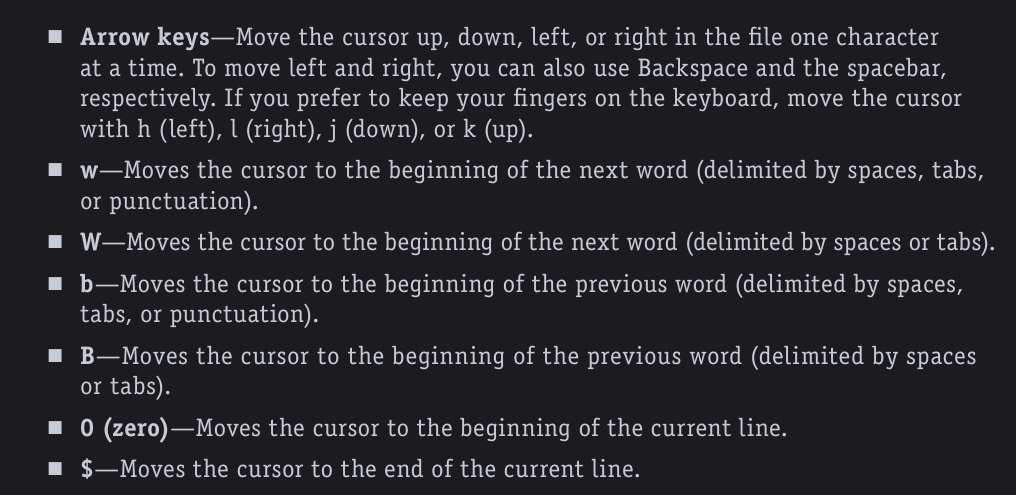 ■ Arrow keys—Move the cursor up, down, left, or right in the file one character
at a time. To move left and right, you can also use Backspace and the spacebar,
respectively. If you prefer to keep your fingers on the keyboard, move the cursor
with h (left), l (right), j (down), or k (up).
■ w—Moves the cursor to the beginning of the next word (delimited by spaces, tabs,
or punctuation).
■ W—Moves the cursor to the beginning of the next word (delimited by spaces or tabs).
■ b—Moves the cursor to the beginning of the previous word (delimited by spaces,
tabs, or punctuation).
■ B—Moves the cursor to the beginning of the previous word (delimited by spaces
or tabs).
■ 0 (zero)—Moves the cursor to the beginning of the current line.
■ $—Moves the cursor to the end of the current line.